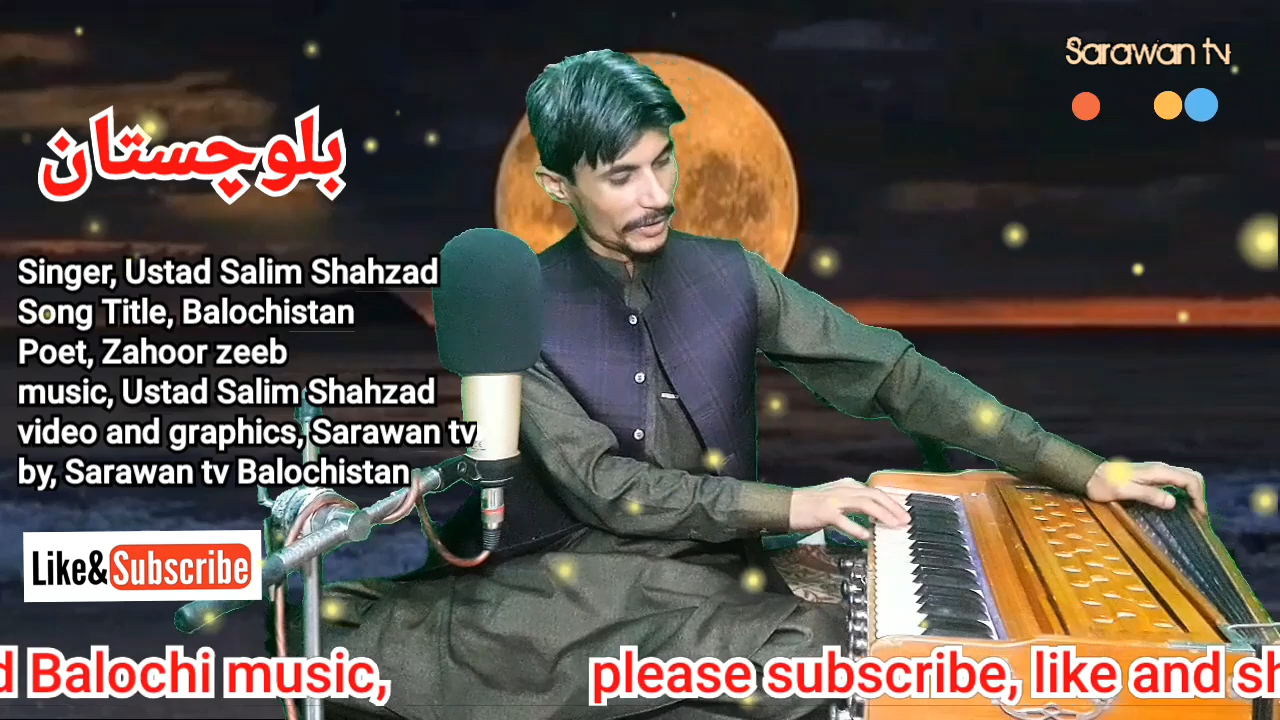 Sarawan tv
بلوچستان
Singer, Ustad Salim Shahzad
Song Title, Balochistan
Poet, Zahoor zeeb
music, Ustad Salim Shahzad
video and graphics, Sarawan tv
by, Sarawan tv Balochistan
Like& Subscribe
d Balochi music, please subscribe, like and sh